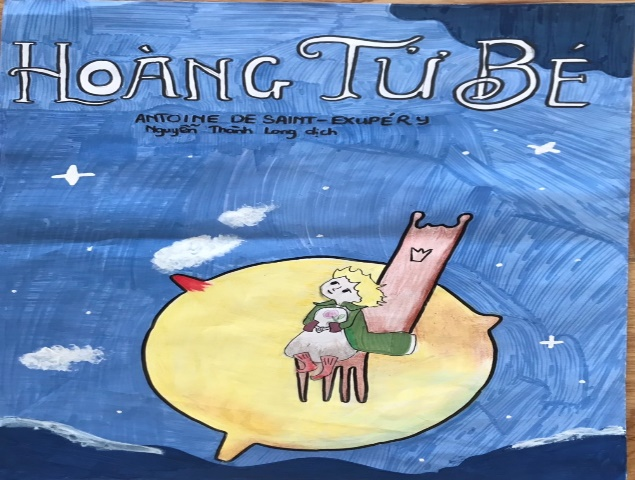 HOÀNG TỬ BÉ
ANTOINE DE SAINT-EXUPÉRY
Nguyễn Thành Long dịch